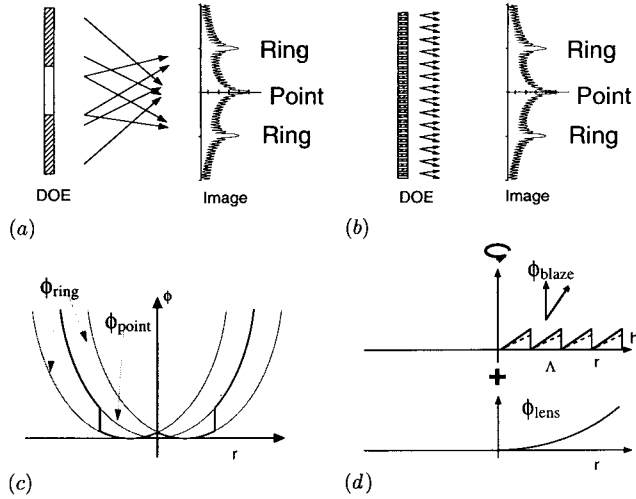 Ring
Point
Ring
DOE
Image
(a)
Ring
Point
Ring
DOE
Image
(b)
ϕring
ϕpoint
ϕ
r
(c)
ϕblaze
h
Λ
r
+
ϕlens
r
(d)